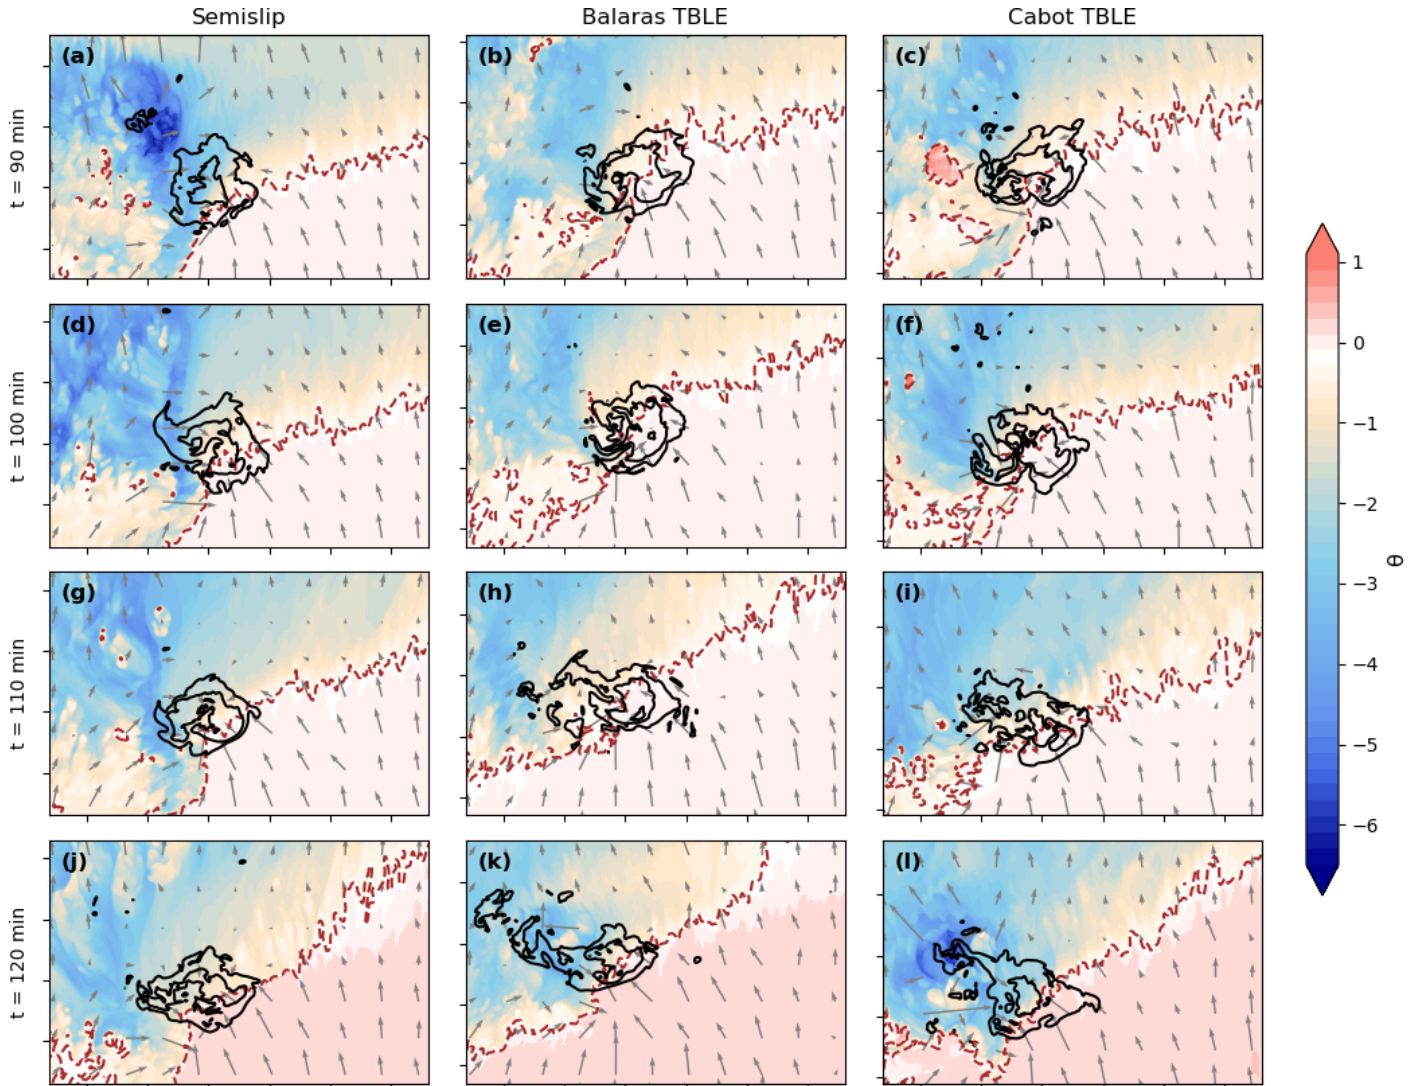 Semislip Balaras TBLE Cabot TBLE
t = 90 min (a) (b) (c)
t = 100 min (d) (e) (f)
t = 110 min (g) (h) (i)
t = 120 min (j) (k) (l)
1
0
−1
−2
−3
−4
−5
−6
θ